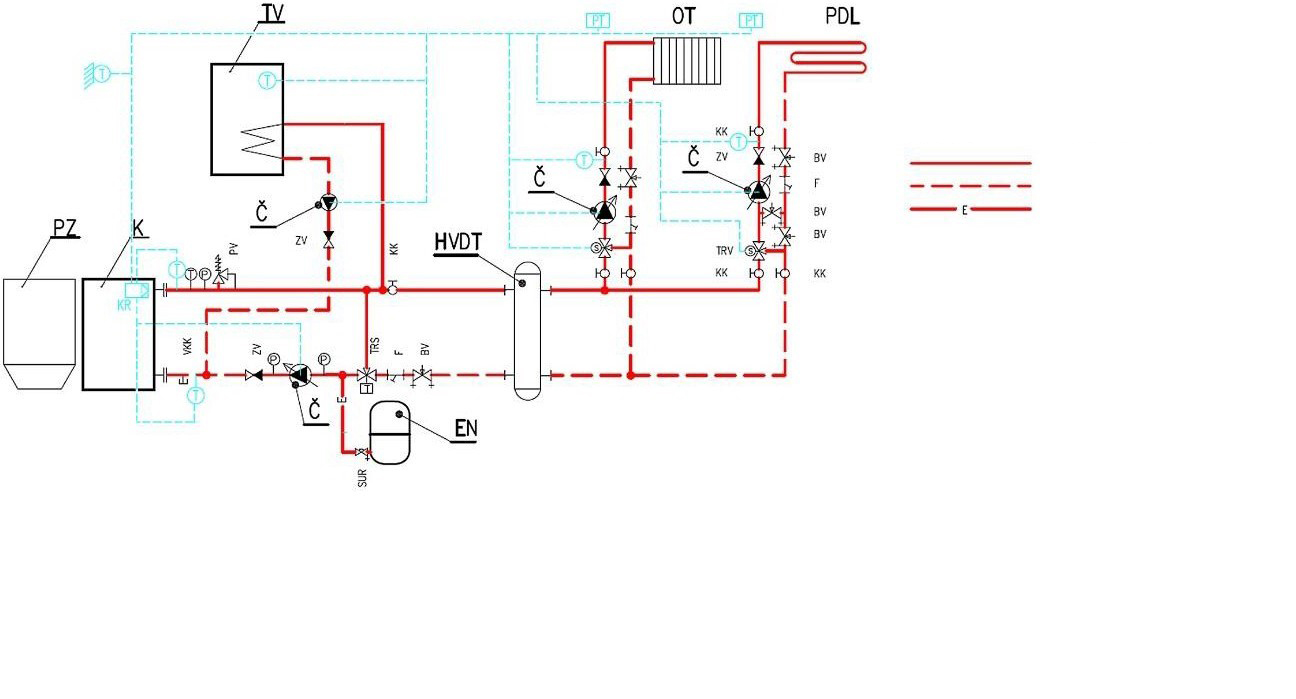 TV
PT
OT
PT
PDL
T
T
KK
T
ZV
BV
Č
T
F
Č
Č
BV
BV
ZV
PV
KK
HVDT
S
S
TRV
PZ
K
T
T
P
KK
KK
E
KR
VKK
ZV
P
P
TRS
F
BV
E
T
T
E
Č
EN
SUR